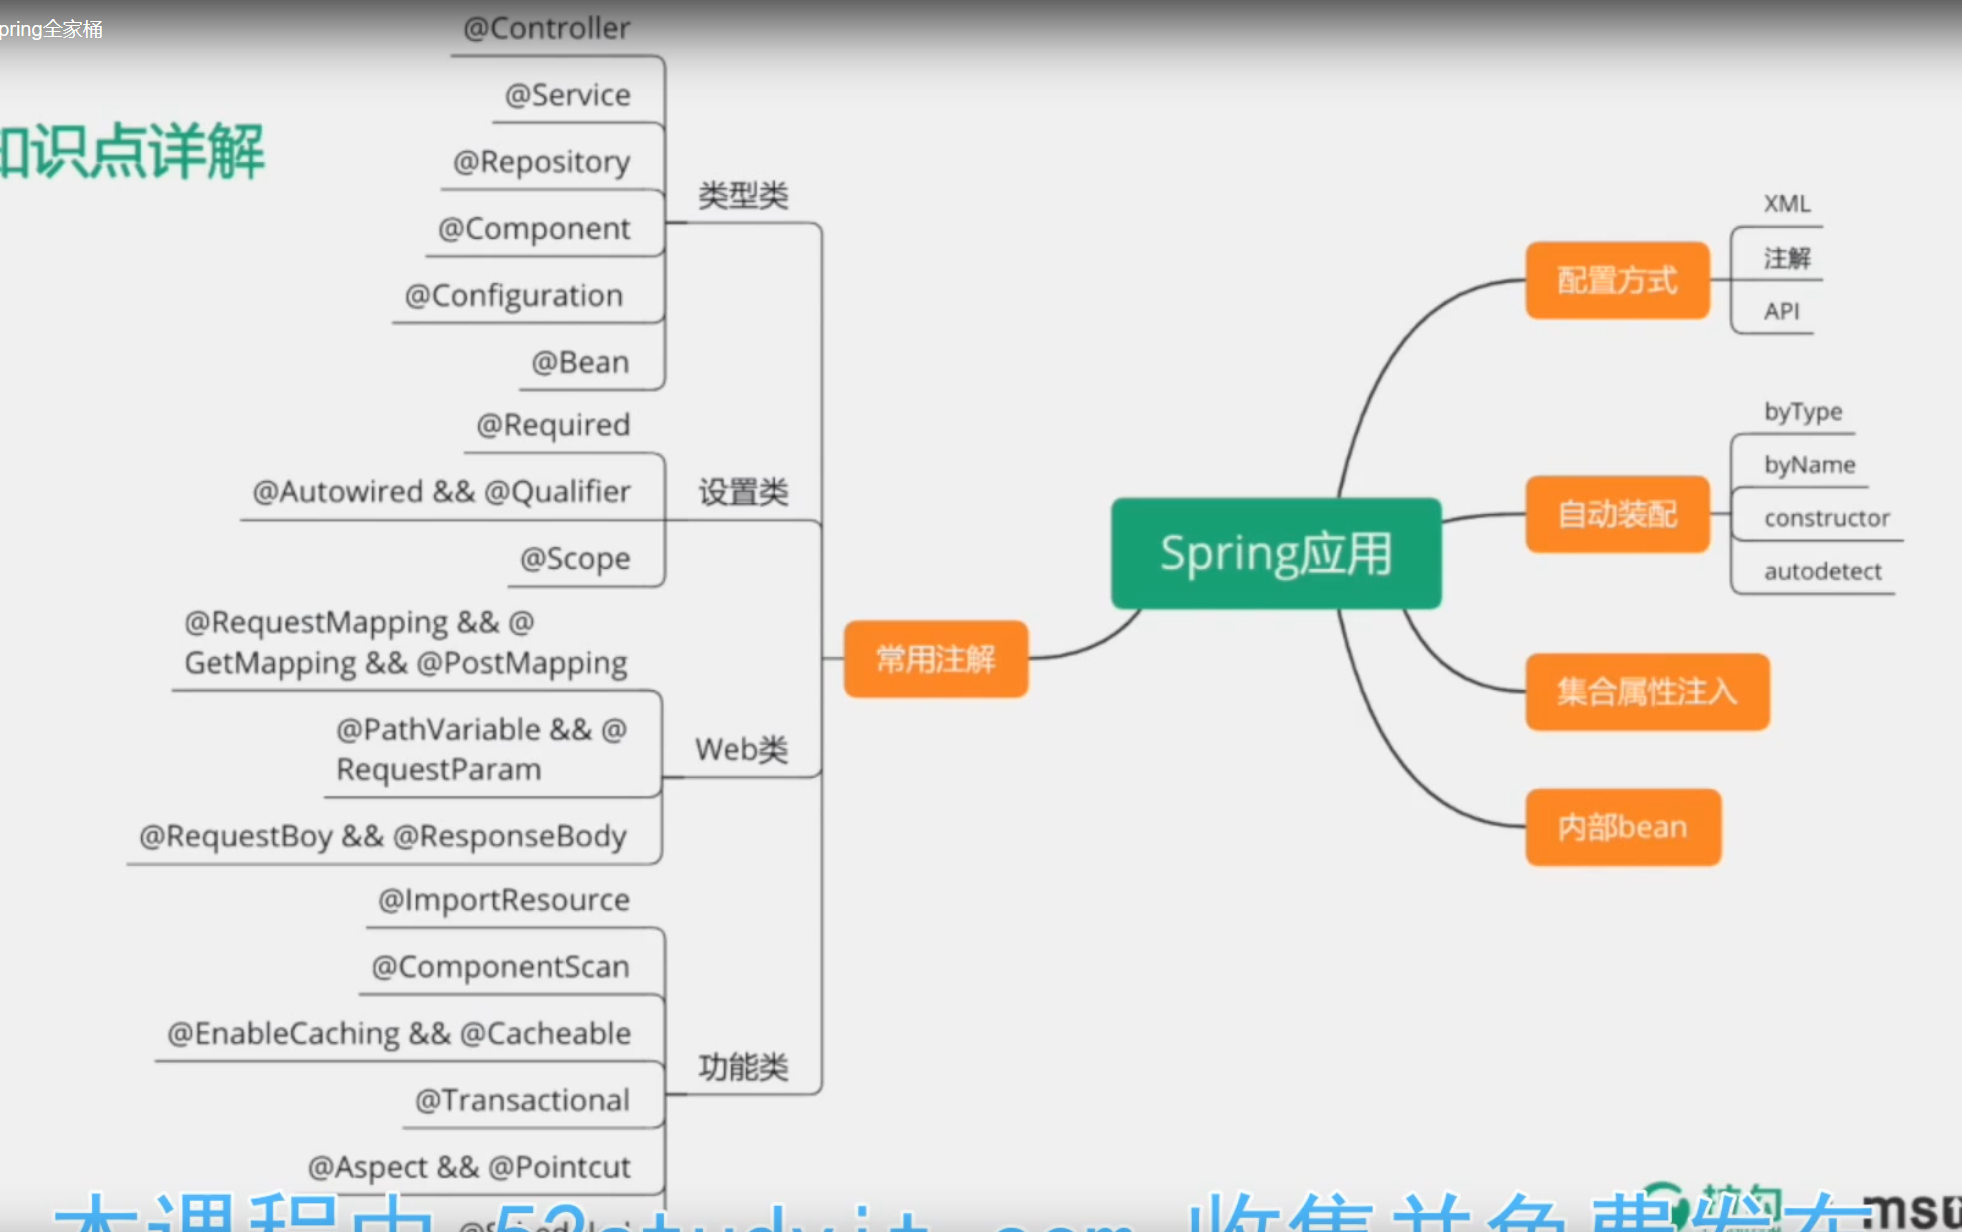 pring全家桶
知识点详解
@Controller
@Service
@Repository
@Component
@Configuration
@Bean
类型类
@Required
@Autowired && @Qualifier
@Scope
设置类
@RequestMapping && @
GetMapping && @PostMapping
@PathVariable && @
RequestParam
@RequestBoy && @ResponseBody
Web类
@ImportResource
@ComponentScan
@EnableCaching && @Cacheable
@Transactional
@Aspect && @Pointcut
功能类
常用注解
Spring应用
配置方式
XML
注解
API
自动装配
byType
byName
constructor
autodetect
集合属性注入
内部bean
本课程由 52studyit.com 收集并免费发布
拉勾